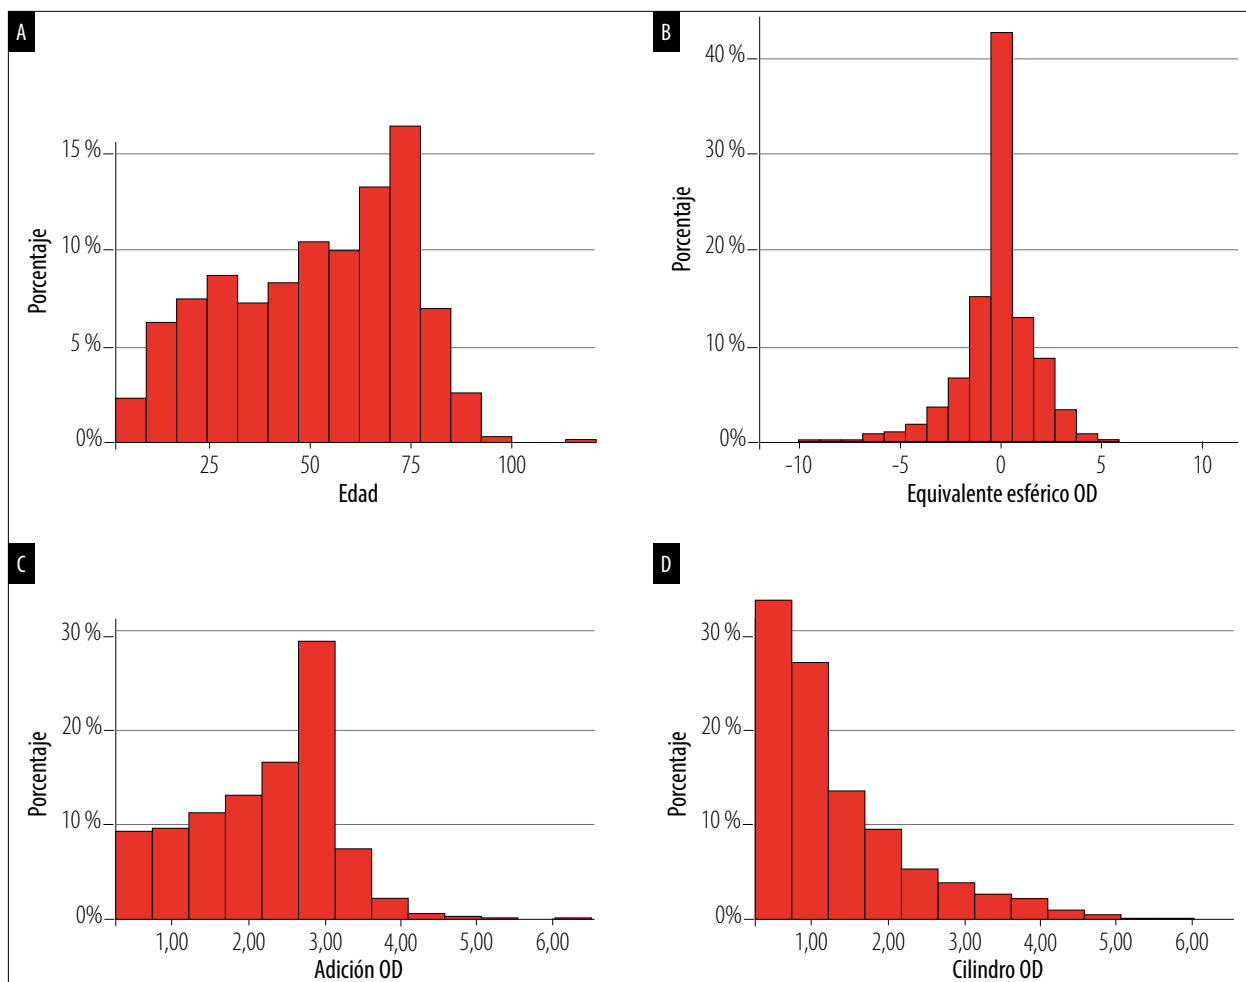 A
Porcentaje
15 %
10 %
5 %
0%
25 50 75 100
Edad
B
Porcentaje
40 %
30 %
20 %
10 %
0%
-10 -5 0 5 10
Equivalente esférico OD
C
Porcentaje
30 %
20 %
10 %
0%
1,00 2,00 3,00 4,00 5,00 6,00
Adición OD
D
Porcentaje
30 %
20 %
10 %
0%
1,00 2,00 3,00 4,00 5,00 6,00
Cilindro OD